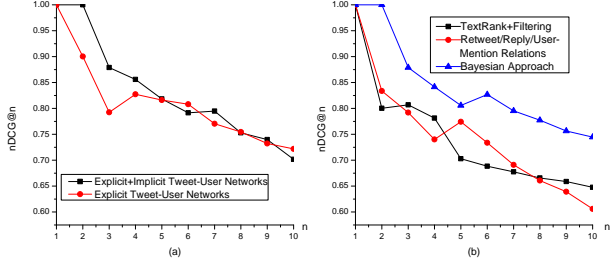 1.00
0.95
0.90
0.85
0.80
0.75
0.70
0.65
0.60
nDCG@n
Explicit+Implicit Tweet-User Networks
Explicit Tweet-User Networks
1 2 3 4 5 6 7 8 9 10 n
(a)
1.00
0.95
0.90
0.85
0.80
0.75
0.70
0.65
0.60
nDCG@n
TextRank+Filtering
Retweet/Reply/User-
Mention Relations
Bayesian Approach
1 2 3 4 5 6 7 8 9 10 n
(b)